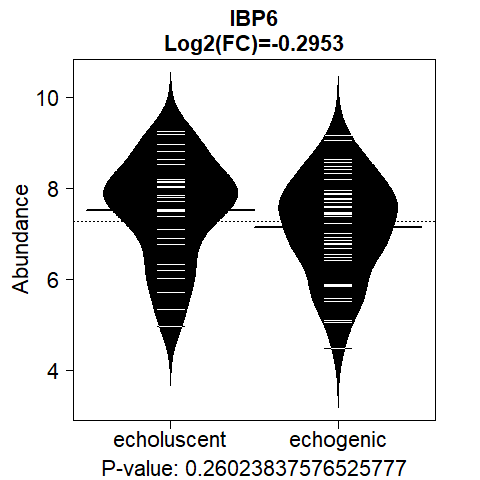 IBP6
Log2(FC)=-0.2953
Abundance
10
8
6
4
echoluscent echogenic
P-value: 0.26023837576525777